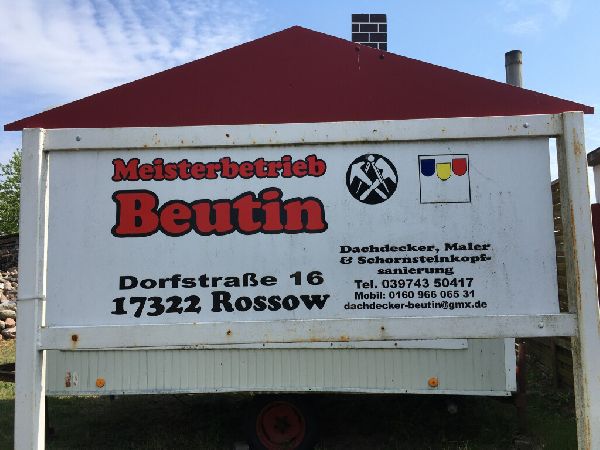 Meisterbetrieb
Beutin
Dorfstraße 16
17322 Rossow
Dachdecker, Maler
& Schornsteinkopf-
sanierung
Tel. 039743 50417
Mobil: 0160 966 065 31
dachdecker-beutin@gmx.de